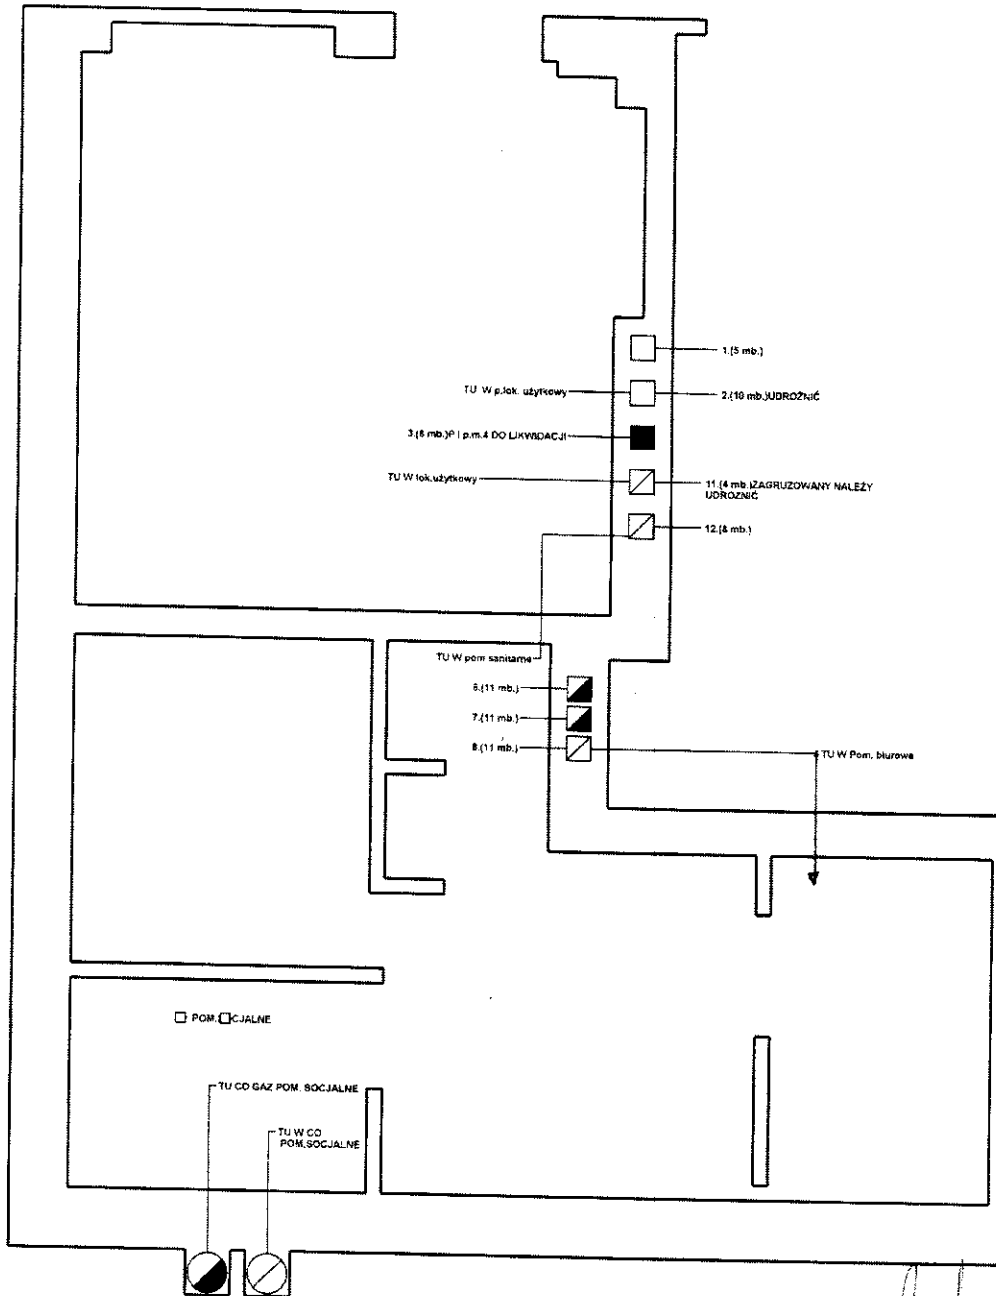 1.(5 mb.)
TU W p.lok. użytkowy
2.(10 mb.)UDROŻNIĆ
3.(8 mb.)P I p.m.4 DO LIKWIDACJI
TU W lok.użytkowy
11.(4 mb.)ZAGRUZOWANY NALEŻY
UDROŻNIĆ
12.(8 mb.)
TU W pom sanitarne
6.(11 mb.)
7.(11 mb.)
8.(11 mb.)
TU W Pom. biurowe
POM. CJALNE
TU CO GAZ POM. SOCJALNE
TU W CO
POM.SOCJALNE